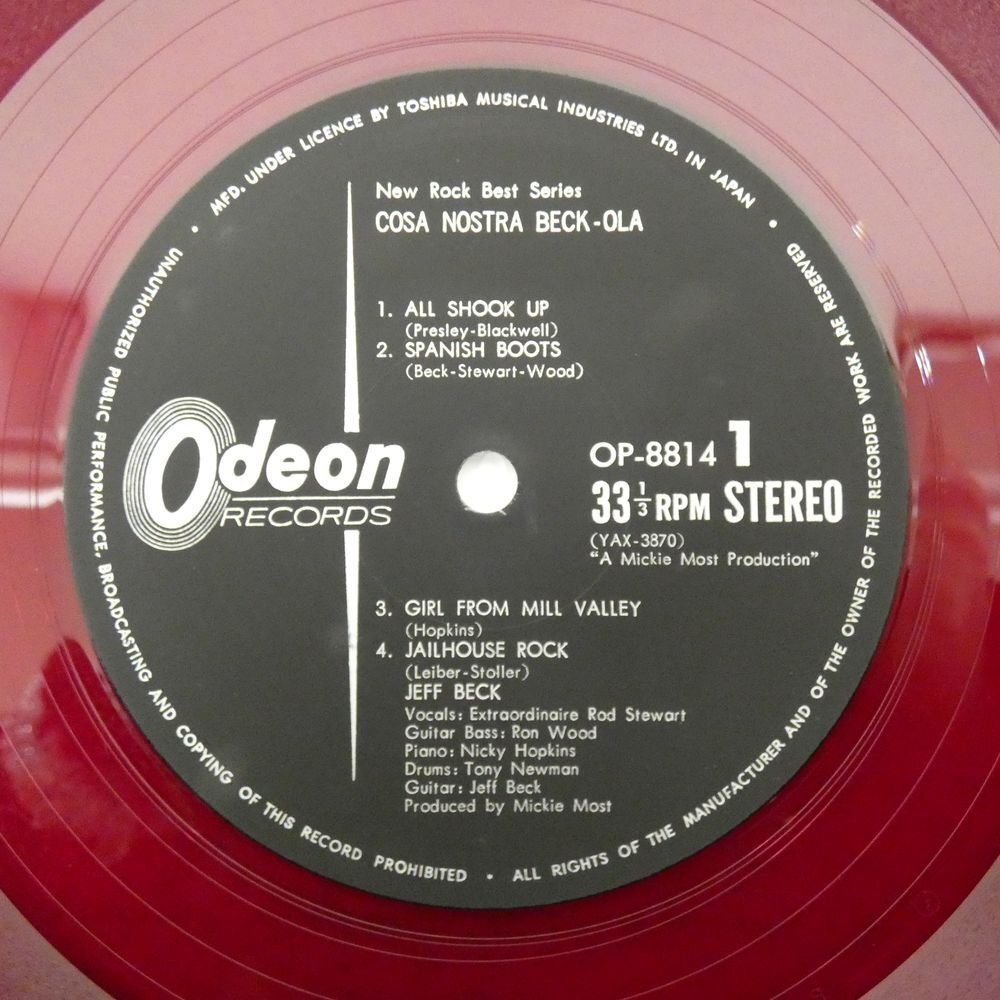 MFD. UNDER LICENCE BY TOSHIBA MUSICAL INDUSTRIES LTD. IN JAPAN •
New Rock Best Series
COSA NOSTRA BECK-OLA
1. ALL SHOOK UP
(Presley-Blackwell)
2. SPANISH BOOTS
(Beck-Stewart-Wood)
Odeon
RECORDS
OP-8814 1
33 1/3 RPM STEREO
(YAX-3870)
"A Mickie Most Production"
3. GIRL FROM MILL VALLEY
(Hopkins)
4. JAILHOUSE ROCK
(Leiber-Stoller)
JEFF BECK
Vocals: Extraordinaire Rod Stewart
Guitar Bass: Ron Wood
Piano: Nicky Hopkins
Drums: Tony Newman
Guitar: Jeff Beck
Produced by Mickie Most
• UNAUTHORIZED PUBLIC PERFORMANCE, BROADCASTING AND COPYING OF THIS RECORD PROHIBITED • ALL RIGHTS OF THE MANUFACTURER AND OF THE OWNER OF THE RECORDED WORK ARE RESERVED